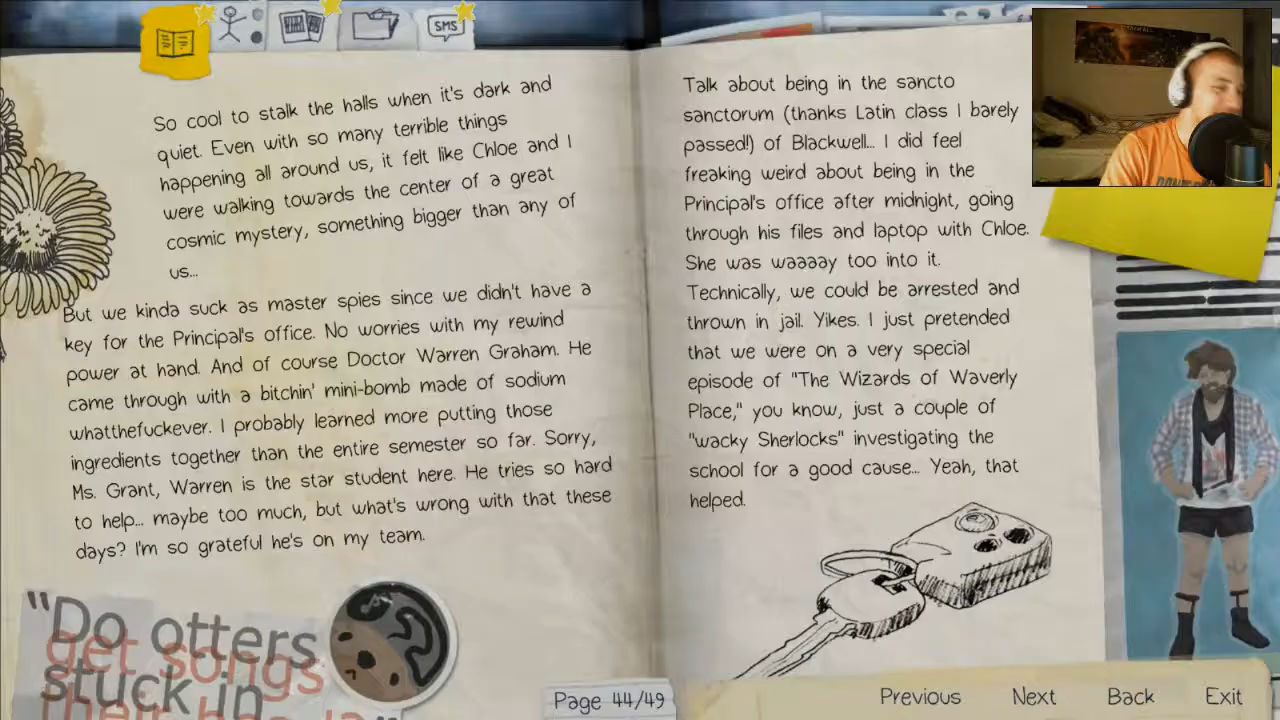 SMS
So cool to stalk the halls when it's dark and
quiet. Even with so many terrible things
happening all around us, it felt like Chloe and I
were walking towards the center of a great
cosmic mystery, something bigger than any of
us...
But we kinda suck as master spies since we didn't have a
key for the Principal's office. No worries with my rewind
power at hand. And of course Doctor Warren Graham. He
came through with a bitchin' mini-bomb made of sodium
whatthefuckever. I probably learned more putting those
ingredients together than the entire semester so far. Sorry,
Ms. Grant, Warren is the star student here. He tries so hard
to help... maybe too much, but what's wrong with that these
days? I'm so grateful he's on my team.
"Do otters
get songs
stuck in
Talk about being in the sancto
sanctorum (thanks Latin class I barely
passed!) of Blackwell... I did feel
freaking weird about being in the
Principal's office after midnight, going
through his files and laptop with Chloe.
She was waaaay too into it.
Technically, we could be arrested and
thrown in jail. Yikes. I just pretended
that we were on a very special
episode of "The Wizards of Waverly
Place," you know, just a couple of
"wacky Sherlocks" investigating the
school for a good cause... Yeah, that
helped.
Page 44/49
Previous Next Back Exit